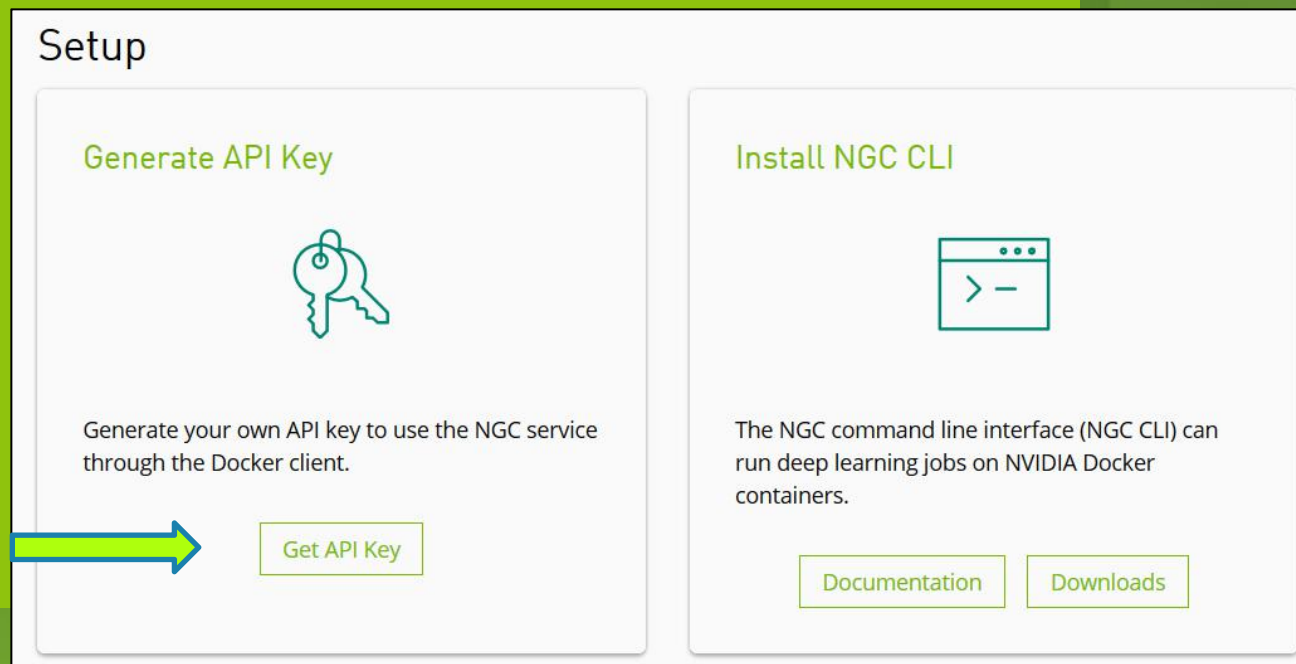 Setup
Generate API Key
Generate your own API key to use the NGC service
through the Docker client.
Get API Key
Install NGC CLI
The NGC command line interface (NGC CLI) can
run deep learning jobs on NVIDIA Docker
containers.
Documentation
Downloads